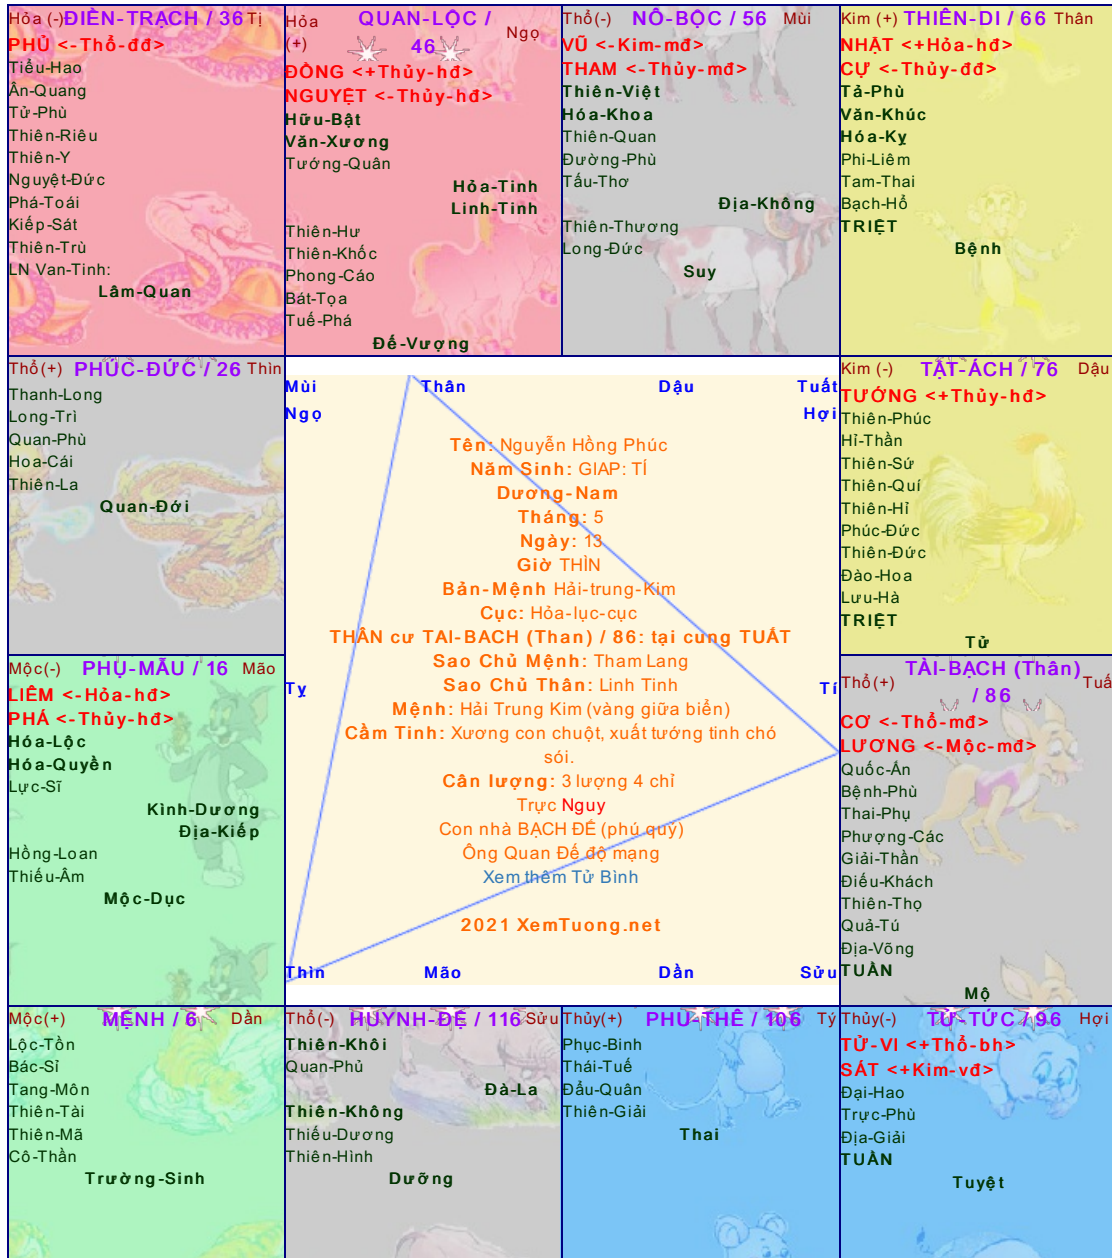 Hỏa (-) ĐIỀN-TRẠCH / 36 Tị
PHỦ <-Thổ-đđ>
Tiểu-Hao
Ân-Quang
Tử-Phù
Thiên-Riêu
Thiên-Y
Nguyệt-Đức
Phá-Toái
Kiếp-Sát
Thiên-Trù
LN Van-Tinh:
Lâm-Quan
Hỏa (+) QUAN-LỘC / 46 Ngọ
ĐỒNG <+Thủy-hđ>
NGUYỆT <-Thủy-hđ>
Hữu-Bật
Văn-Xương
Tướng-Quân
Hỏa-Tinh
Linh-Tinh
Thiên-Hư
Thiên-Khốc
Phong-Cáo
Bát-Tọa
Tuế-Phá
Đế-Vượng
Thổ(-) NÔ-BỘC / 56 Mùi
VŨ <-Kim-mđ>
THAM <-Thủy-mđ>
Thiên-Việt
Hóa-Khoa
Thiên-Quan
Đường-Phù
Tấu-Thơ
Địa-Không
Thiên-Thương
Long-Đức
Suy
Kim (+) THIÊN-DI / 66 Thân
NHẬT <+Hỏa-hđ>
CỰ <-Thủy-đđ>
Tả-Phù
Văn-Khúc
Hóa-Kỵ
Phi-Liêm
Tam-Thai
Bạch-Hổ
TRIỆT
Bệnh
Thổ(+) PHÚC-ĐỨC / 26 Thìn
Thanh-Long
Long-Trì
Quan-Phù
Hoa-Cái
Thiên-La
Quan-Đới
Mùi Thân Dậu Tuất
Ngọ Hợi
Tên: Nguyễn Hồng Phúc
Năm Sinh: GIAP: TÍ
Dương-Nam
Tháng: 5
Ngày: 13
Giờ THÌN
Bản-Mệnh Hải-trung-Kim
Cục: Hỏa-lục-cục
THÂN cư TAI-BACH (Than) / 86: tại cung TUẤT
Sao Chủ Mệnh: Tham Lang
Sao Chủ Thân: Linh Tinh
Tỵ Tí
Mệnh: Hải Trung Kim (vàng giữa biển)
Cầm Tinh: Xương con chuột, xuất tướng tinh chó
sói.
Cân lượng: 3 lượng 4 chỉ
Trực Nguy
Con nhà BẠCH ĐẾ (phú quý)
Ông Quan Đế độ mạng
Xem thêm Tử Bình
2021 XemTuong.net
Thìn Mão Dần Sửu
Kim (-) TẬT-ÁCH / 76 Dậu
TƯỚNG <+Thủy-hđ>
Thiên-Phúc
Hỉ-Thần
Thiên-Sứ
Thiên-Quí
Thiên-Hỉ
Phúc-Đức
Thiên-Đức
Đào-Hoa
Lưu-Hà
TRIỆT
Tử
Mộc(-) PHỤ-MẪU / 16 Mão
LIÊM <-Hỏa-hđ>
PHÁ <-Thủy-hđ>
Hóa-Lộc
Hóa-Quyền
Lực-Sĩ
Kình-Dương
Địa-Kiếp
Hồng-Loan
Thiếu-Âm
Mộc-Dục
Thổ(+) TÀI-BẠCH (Thân) / 86
CƠ <-Thổ-mđ>
LƯƠNG <-Mộc-mđ>
Quốc-Ấn
Bệnh-Phù
Thai-Phụ
Phượng-Các
Giải-Thần
Điếu-Khách
Thiên-Thọ
Quả-Tú
Địa-Võng
TUẦN
Mộ
Mộc(+) MỆNH / 6 Dần
Lộc-Tồn
Bác-Sỉ
Tang-Môn
Thiên-Tài
Thiên-Mã
Cô-Thần
Trường-Sinh
Thổ(-) HUYNH-ĐỆ / 116 Sửu
Thiên-Khôi
Quan-Phủ
Đà-La
Thiên-Không
Thiếu-Dương
Thiên-Hình
Dưỡng
Thủy(+) PHU-THÊ / 106 Tý
Phục-Binh
Thái-Tuế
Đẩu-Quân
Thiên-Giải
Thai
Thủy(-) TỬ-TỨC / 96 Hợi
TỬ-VI <+Thổ-bh>
SÁT <+Kim-vđ>
Đại-Hao
Trực-Phù
Địa-Giải
TUẦN
Tuyệt